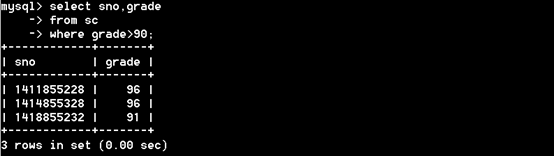 mysql> select sno,grade
    -> from sc
    -> where grade>90;
+------------+-------+
| sno        | grade |
+------------+-------+
| 1411855228 |    96 |
| 1414855328 |    96 |
| 1418855232 |    91 |
+------------+-------+
3 rows in set (0.00 sec)